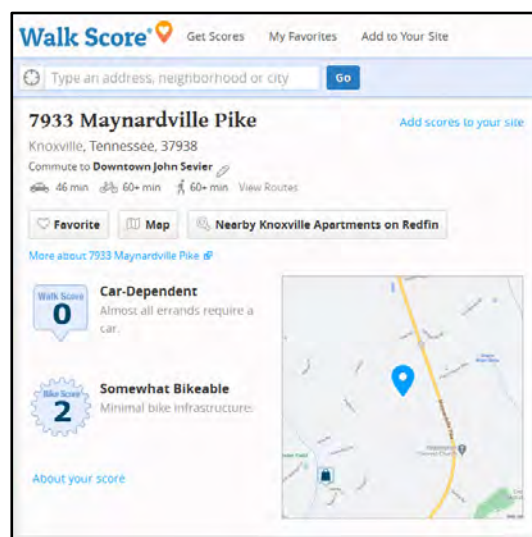 Walk Score® Get Scores My Favorites Add to Your Site
Type an address, neighborhood or city Go
7933 Maynardville Pike Add scores to your site
Knoxville, Tennessee, 37938
Commute to Downtown John Sevier
46 min 60+ min 60+ min View Routes
Favorite Map Nearby Knoxville Apartments on Redfin
More about 7933 Maynardville Pike
Walk Score
0
Car-Dependent
Almost all errands require a
car.
Bike Score
2
Somewhat Bikeable
Minimal bike infrastructure.
About your score
Maynardville Pike